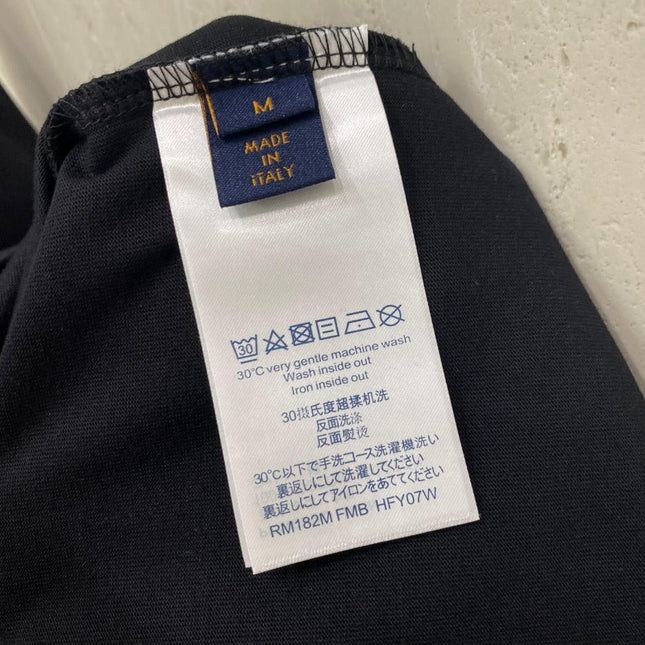 M
MADE
IN
iTALY
30
30°C very gentle machine wash
Wash inside out
Iron inside out
30摄氏度超揉机洗
反面洗涤
反面熨烫
30°C以下で手洗コース洗濯機洗い
裏返しにして洗濯してください
裏返しにしてアイロンをあててください
RM182M FMB HFY07W